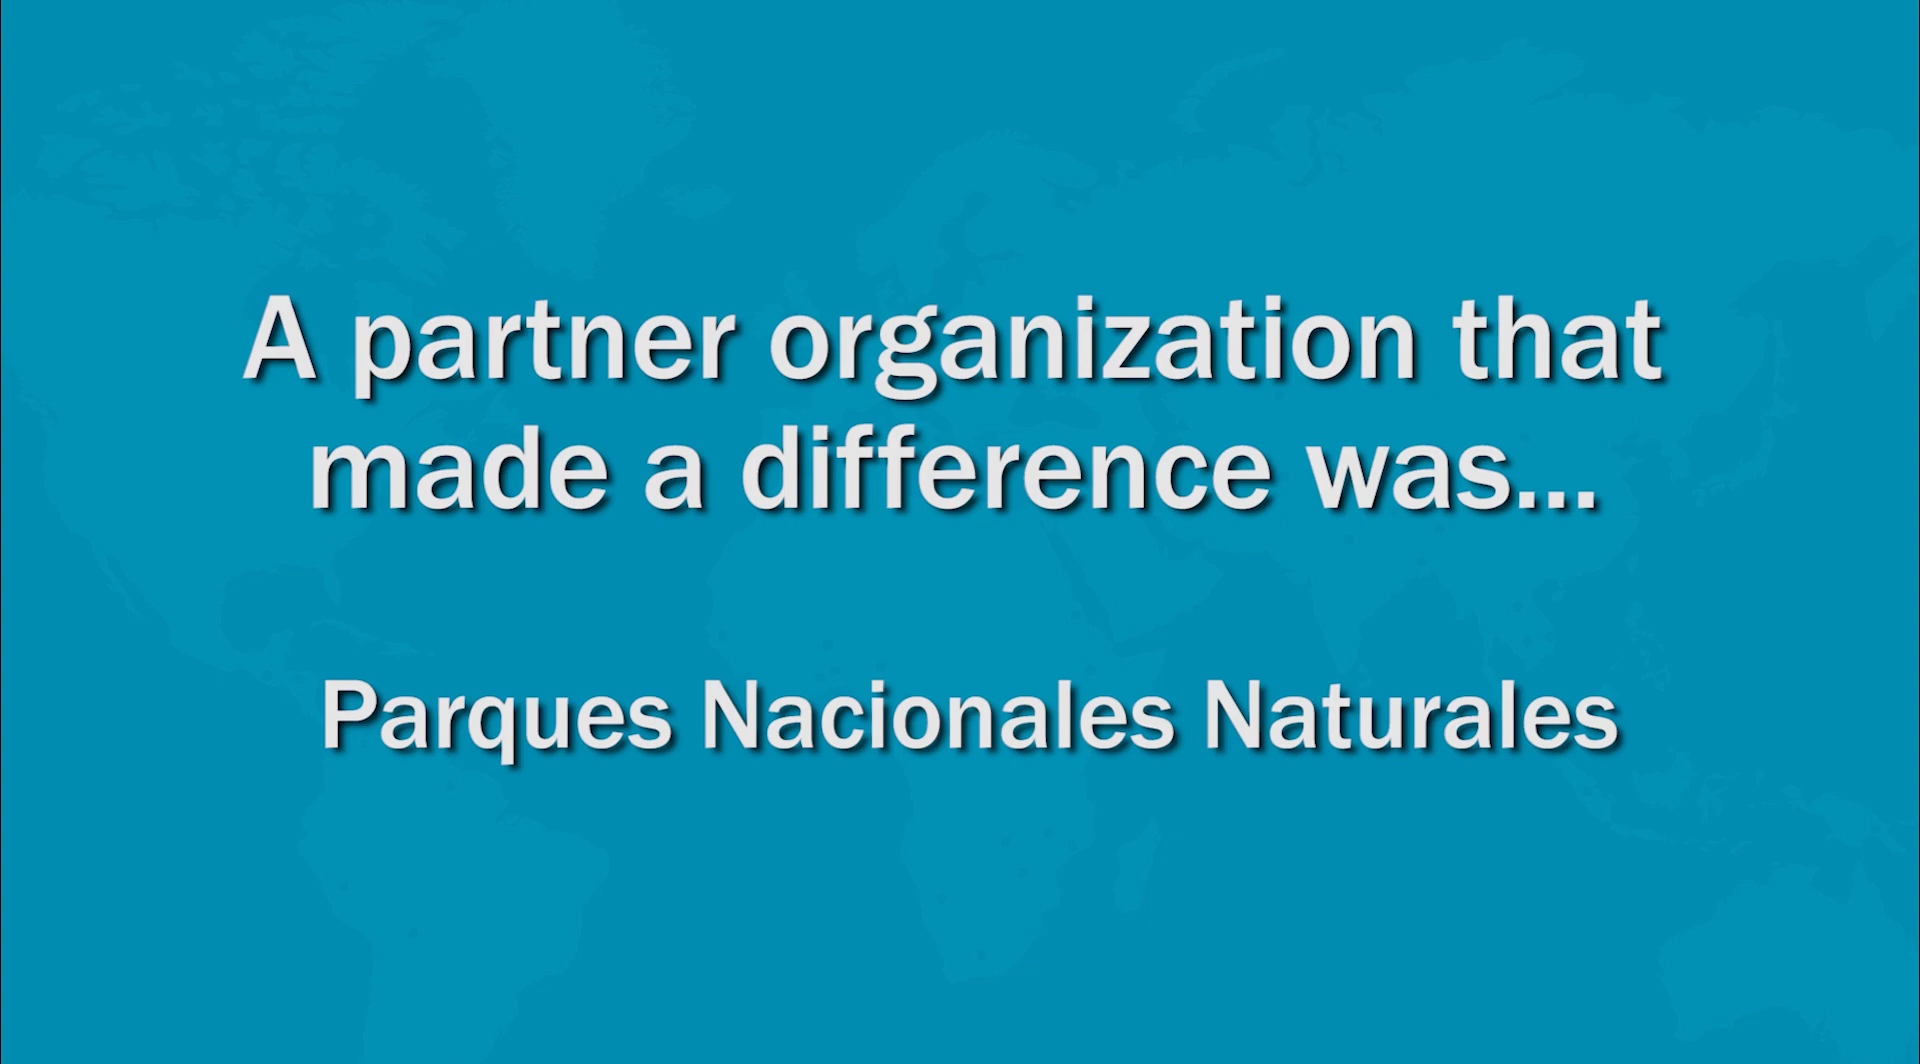 A partner organization that
made a difference was...
Parques Nacionales Naturales